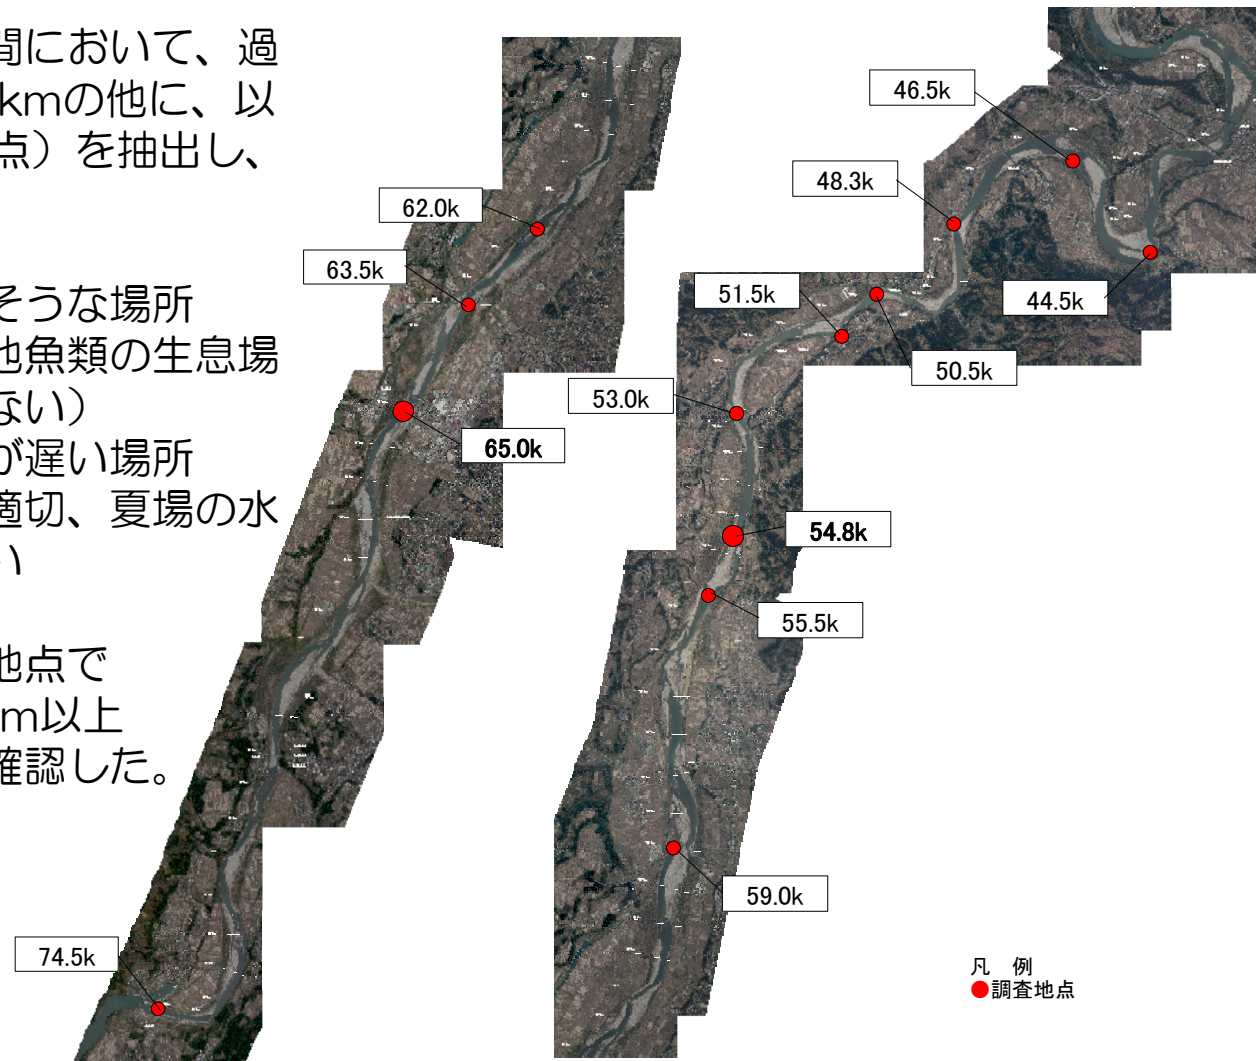 間において、過
kmの他に、以
点）を抽出し、
そうな場所
也魚類の生息場
ない）
が遅い場所
適切、夏場の水
い
也点で
m以上
確認した。
62.0k
63.5k
65.0k
74.5k
46.5k
48.3k
44.5k
51.5k
50.5k
53.0k
54.8k
55.5k
59.0k
凡　例
調査地点